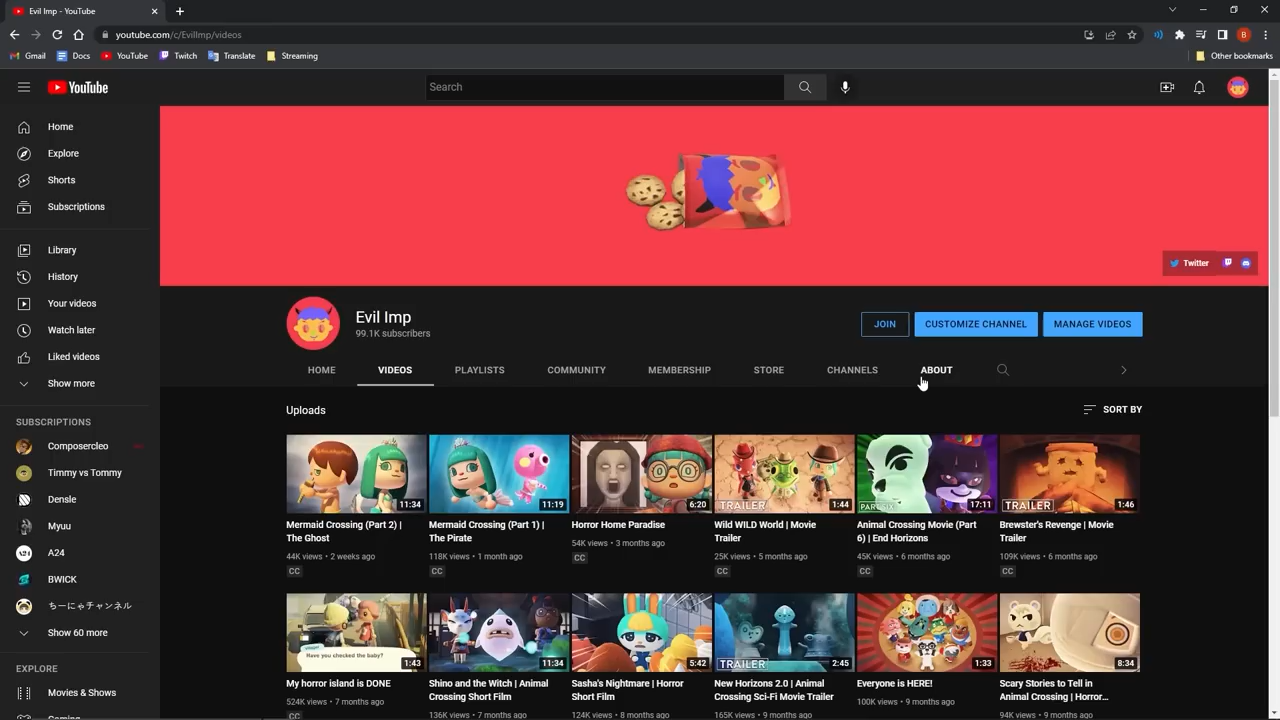 Evil Imp - YouTube
youtube.com/c/EvilImp/videos
Gmail Docs YouTube Twitch Translate Streaming Other bookmarks
YouTube
Search
B
Home
Explore
Shorts
Subscriptions
Library
History
Your videos
Watch later
Liked videos
Show more
SUBSCRIPTIONS
Composercleo
Timmy vs Tommy
Densle
Myuu
A24
BWICK
ちーにゃチャンネル
Show 60 more
EXPLORE
Movies & Shows
Gaming
Twitter
Evil Imp
99.1K subscribers
JOIN CUSTOMIZE CHANNEL MANAGE VIDEOS
HOME VIDEOS PLAYLISTS COMMUNITY MEMBERSHIP STORE CHANNELS ABOUT
Uploads SORT BY
11:34
Mermaid Crossing (Part 2) |
The Ghost
44K views • 2 weeks ago
CC
11:19
Mermaid Crossing (Part 1) |
The Pirate
118K views • 1 month ago
CC
6:20
Horror Home Paradise
54K views • 3 months ago
CC
TRAILER 1:44
Wild WILD World | Movie
Trailer
25K views • 5 months ago
CC
PART SIX 17:11
Animal Crossing Movie (Part
6) | End Horizons
45K views • 6 months ago
CC
TRAILER 1:46
Brewster's Revenge | Movie
Trailer
109K views • 6 months ago
CC
Have you checked the baby?
1:43
My horror island is DONE
524K views • 7 months ago
CC
11:34
Shino and the Witch | Animal
Crossing Short Film
136K views • 7 months ago
5:42
Sasha's Nightmare | Horror
Short Film
124K views • 8 months ago
TRAILER 2:45
New Horizons 2.0 | Animal
Crossing Sci-Fi Movie Trailer
165K views • 9 months ago
1:33
Everyone is HERE!
100K views • 9 months ago
CC
8:34
Scary Stories to Tell in
Animal Crossing | Horror...
94K views • 9 months ago